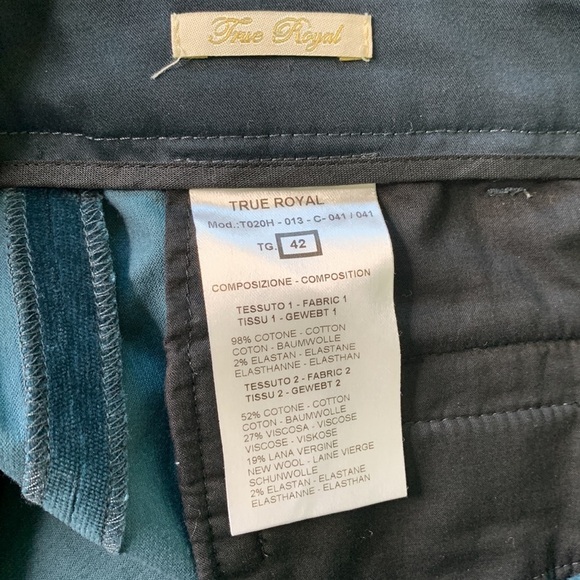 True Royal
TRUE ROYAL
Mod.:T020H - 013 - C- 041 / 041
TG. 42
COMPOSIZIONE - COMPOSITION
TESSUTO 1 - FABRIC 1
TISSU 1 - GEWEBT 1
98% COTONE - COTTON
COTON - BAUMWOLLE
2% ELASTAN - ELASTANE
ELASTHANNE - ELASTHAN
TESSUTO 2 - FABRIC 2
TISSU 2 - GEWEBT 2
52% COTONE - COTTON
COTON - BAUMWOLLE
27% VISCOSA - VISCOSE
VISCOSE - VISKOSE
19% LANA VERGINE
NEW WOOL - LAINE VIERGE
SCHUNWOLLE
2% ELASTAN - ELASTANE
ELASTHANNE - ELASTHAN